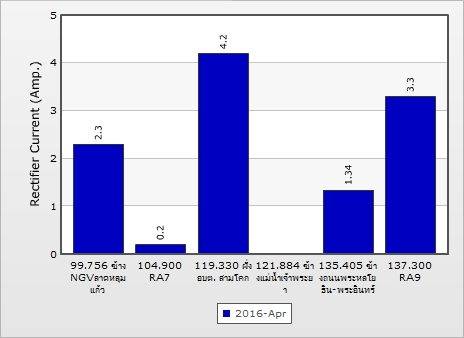 5
4
3
2
1
0
Rectifier Current (Amp.)
2.3
0.2
4.2
1.34
3.3
99.756 ข้าง
NGVลาดหลุม
แก้ว
104.900
RA7
119.330 ฝั่ง
อบต. สามโคก
121.884 ข้า
งแม่น้ำเจ้าพระย
า
135.405 ข้า
งถนนพระหลโย
ธิน-พระอินทร์
137.300
RA9
2016-Apr